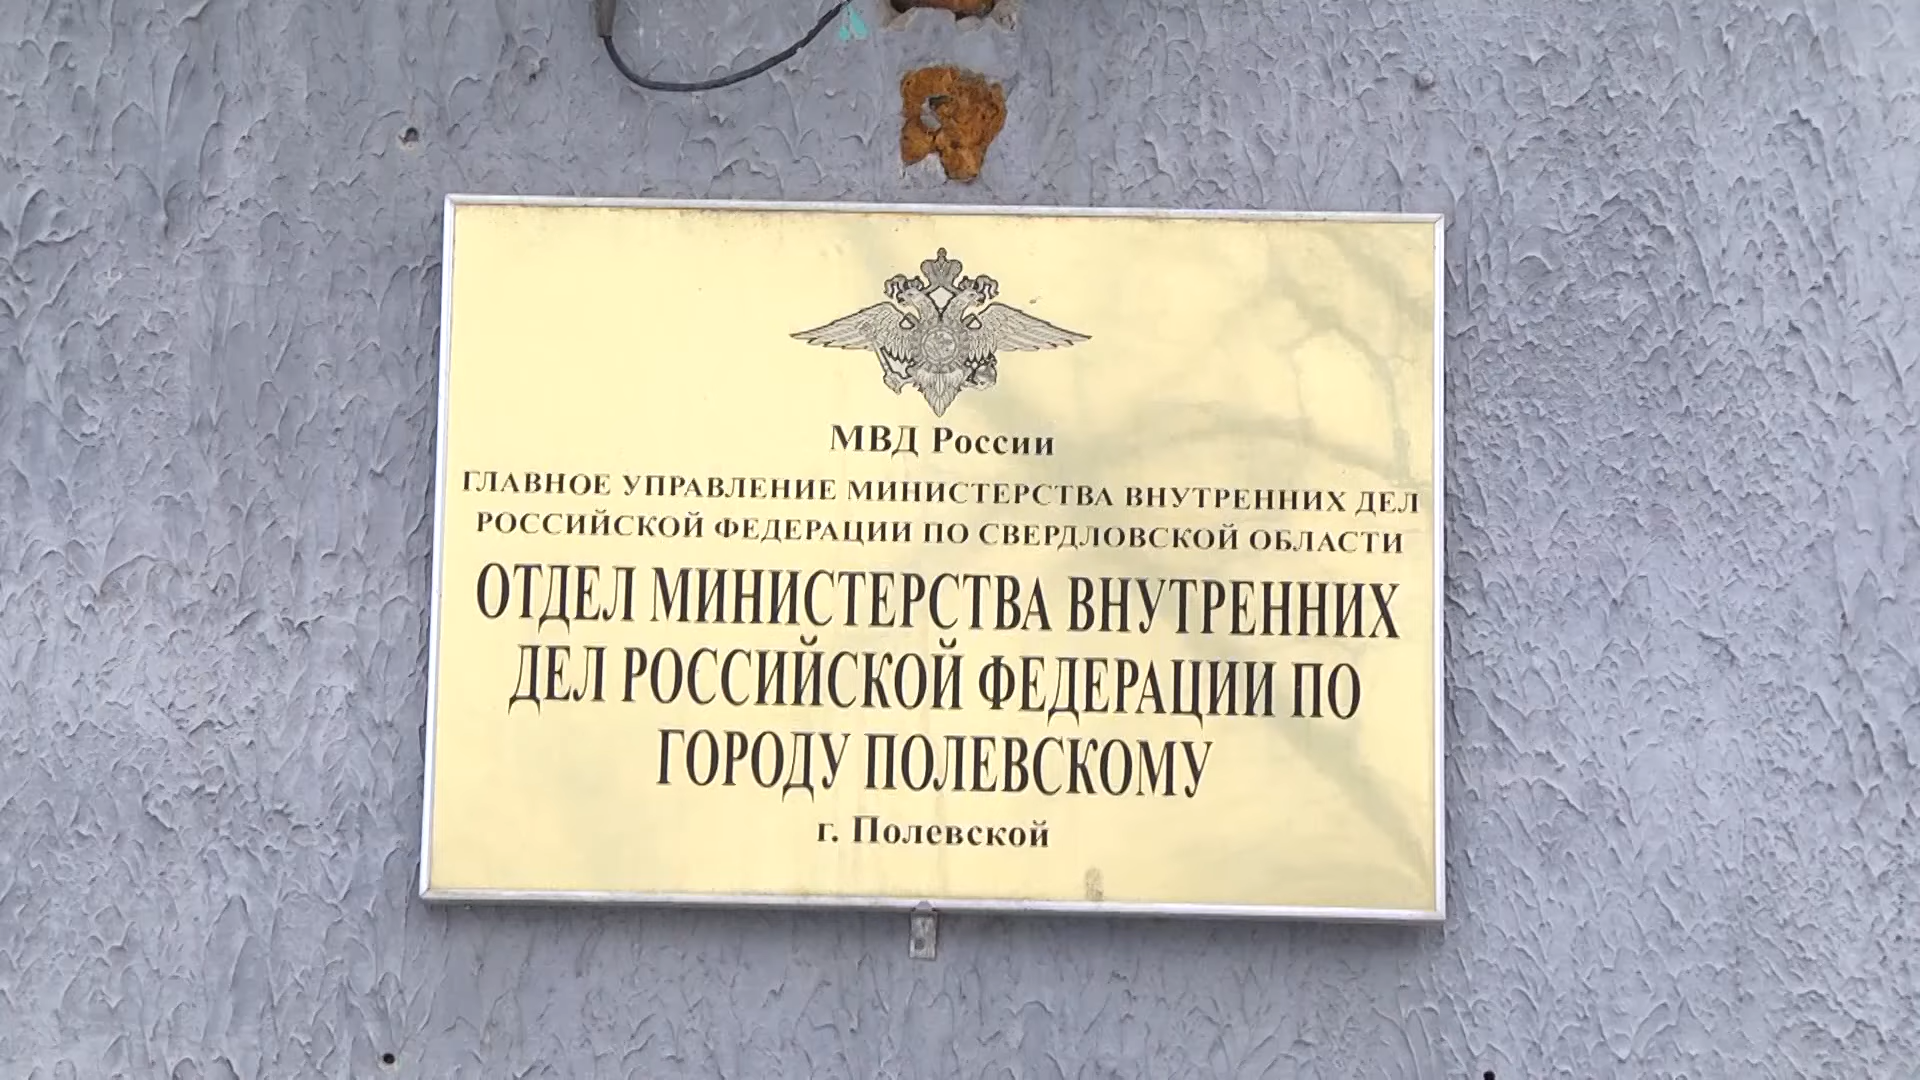 МВД России
ГЛАВНОЕ УПРАВЛЕНИЕ МИНИСТЕРСТВА ВНУТРЕННИХ ДЕЛ
РОССИЙСКОЙ ФЕДЕРАЦИИ ПО СВЕРДЛОВСКОЙ ОБЛАСТИ
ОТДЕЛ МИНИСТЕРСТВА ВНУТРЕННИХ
ДЕЛ РОССИЙСКОЙ ФЕДЕРАЦИИ ПО
ГОРОДУ ПОЛЕВСКОМУ
г. Полевской